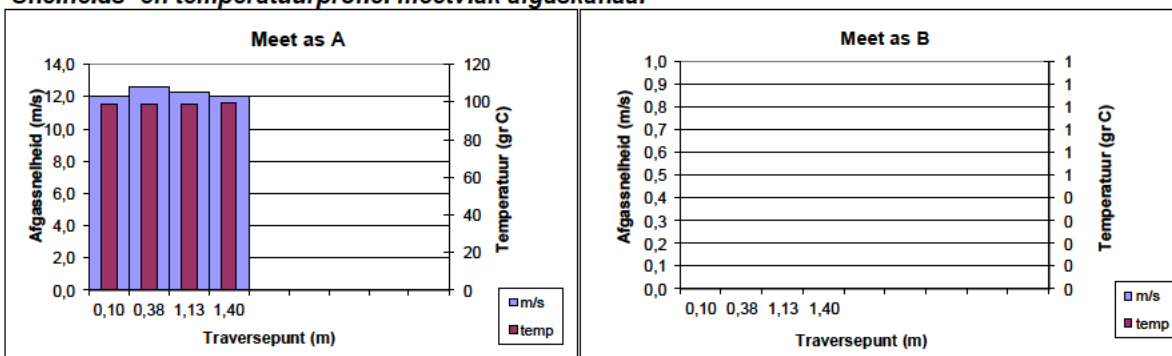 Snelheids- en temperatuurprofiel meetvlak afgaskanaal
Meet as A
Afgassnelheid (m/s)
14,0
12,0
10,0
8,0
6,0
4,0
2,0
0,0
120
100
80
60
40
20
0
Temperatuur (gr C)
0,10 0,38 1,13 1,40
Traversepunt (m)
m/s
temp
Meet as B
Afgassnelheid (m/s)
1,0
0,9
0,8
0,7
0,6
0,5
0,4
0,3
0,2
0,1
0,0
1
1
1
1
1
1
0
0
0
0
0
Temperatuur (gr C)
0,10 0,38 1,13 1,40
Traversepunt (m)
m/s
temp